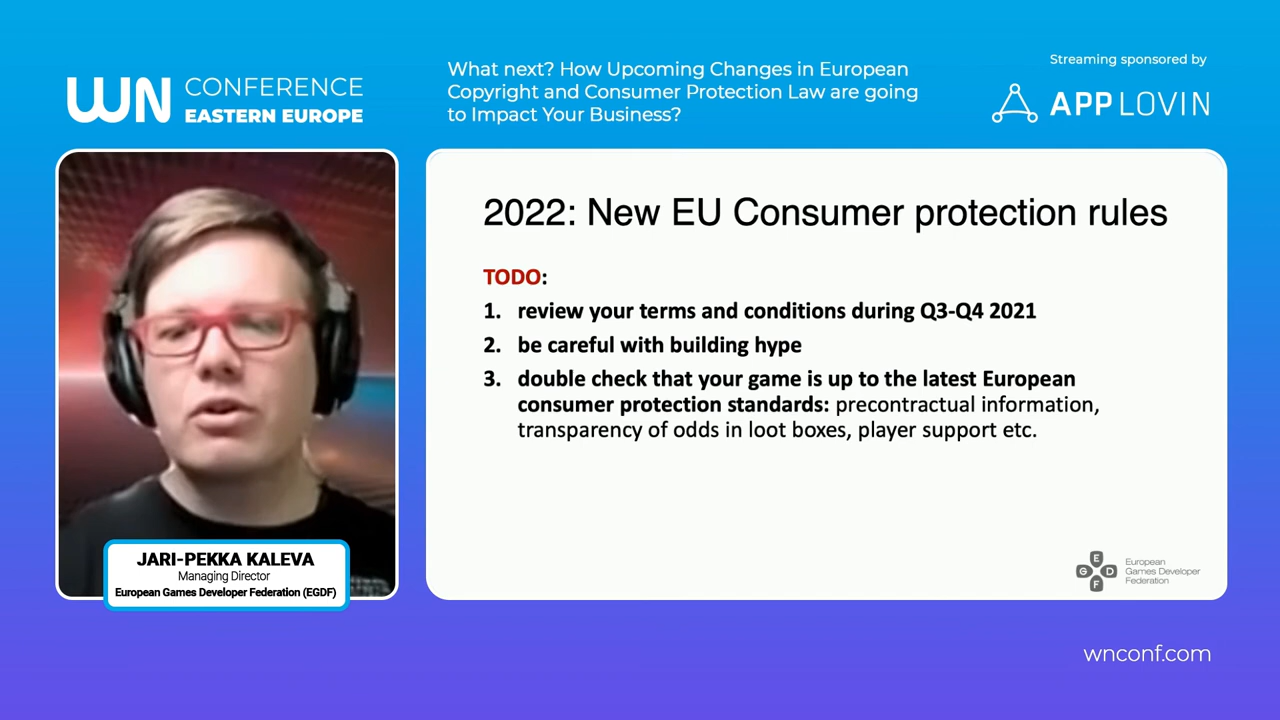 WN CONFERENCE
EASTERN EUROPE
What next? How Upcoming Changes in European
Copyright and Consumer Protection Law are going
to Impact Your Business?
Streaming sponsored by
APPLOVIN
2022: New EU Consumer protection rules
TODO:
1. review your terms and conditions during Q3-Q4 2021
2. be careful with building hype
3. double check that your game is up to the latest European
consumer protection standards: precontractual information,
transparency of odds in loot boxes, player support etc.
JARI-PEKKA KALEVA
Managing Director
European Games Developer Federation (EGDF)
E
G D
F
European
Games Developer
Federation
wnconf.com